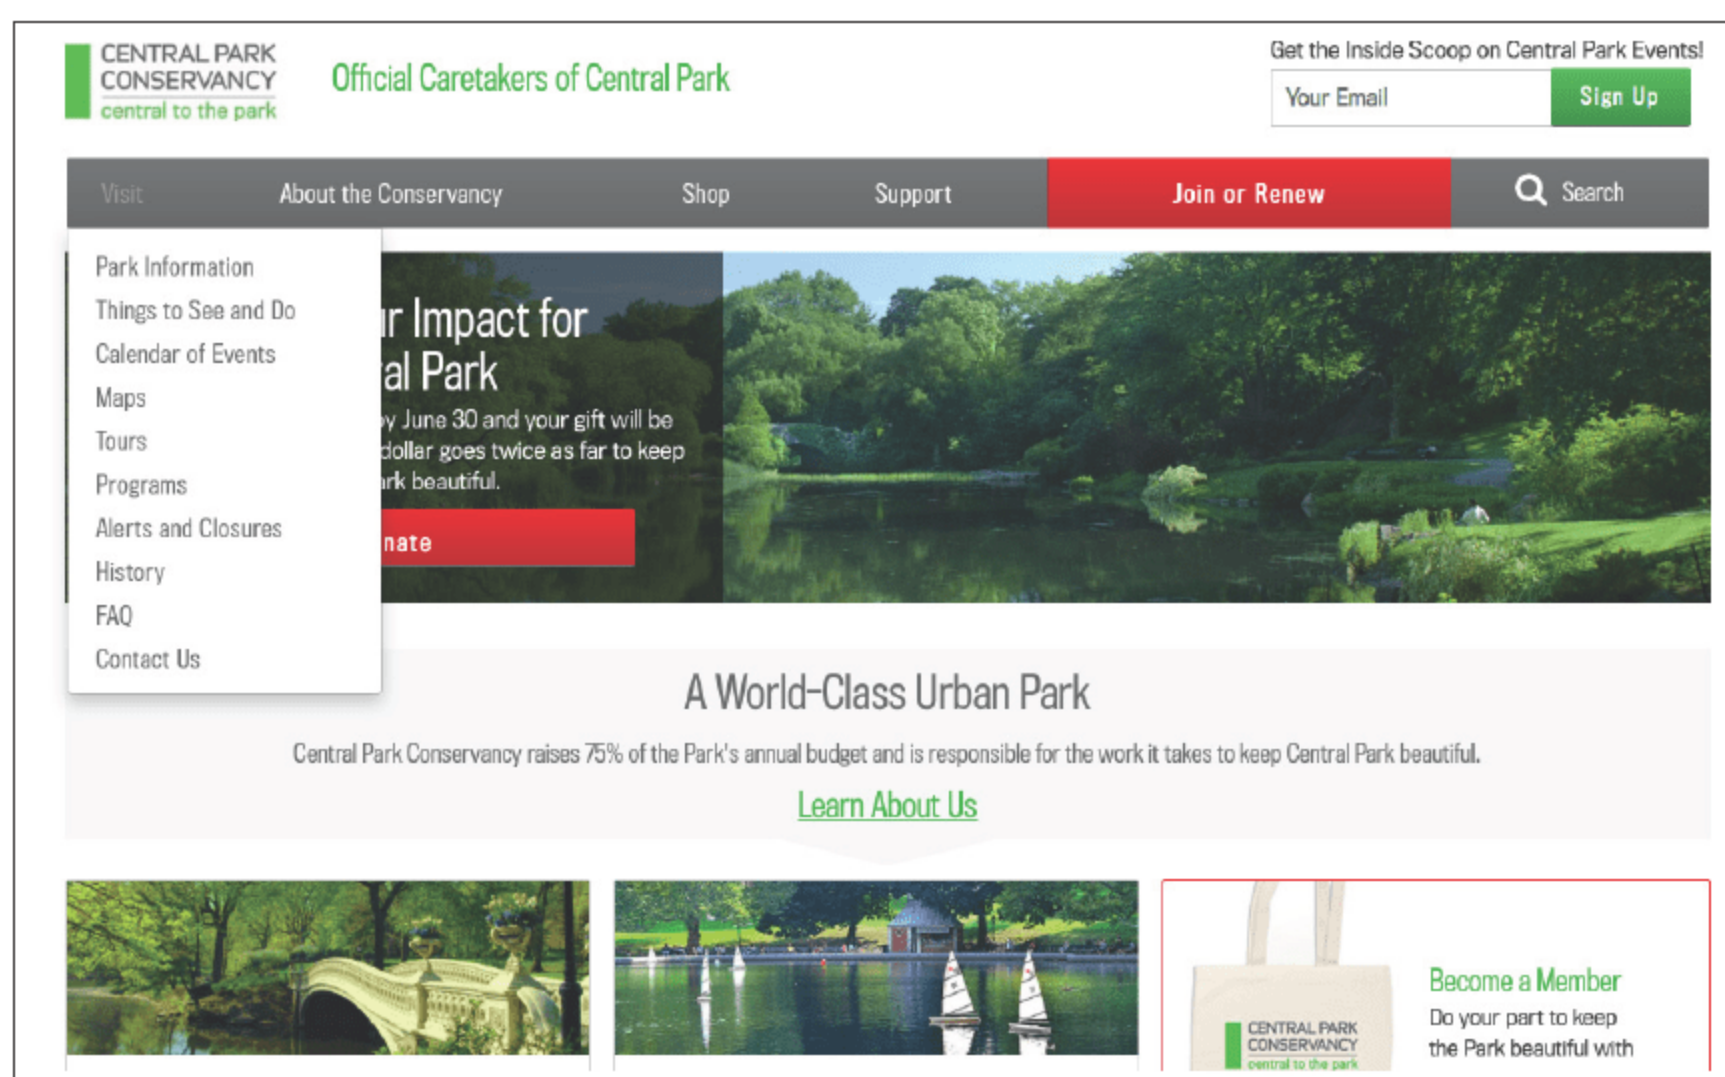 CENTRAL PARK
CONSERVANCY
central to the park
Official Caretakers of Central Park
Get the Inside Scoop on Central Park Events!
Your Email
Sign Up
Visit
About the Conservancy
Shop
Support
Join or Renew
Search
Park Information
Things to See and Do
Calendar of Events
Maps
Tours
Programs
Alerts and Closures
History
FAQ
Contact Us
Impact for
Park
June 30 and your gift will be
dollar goes twice as far to keep
beautiful.
A World-Class Urban Park
Central Park Conservancy raises 75% of the Park's annual budget and is responsible for the work it takes to keep Central Park beautiful.
Learn About Us
CENTRAL PARK
CONSERVANCY
central to the park
Become a Member
Do your part to keep
the Park beautiful with